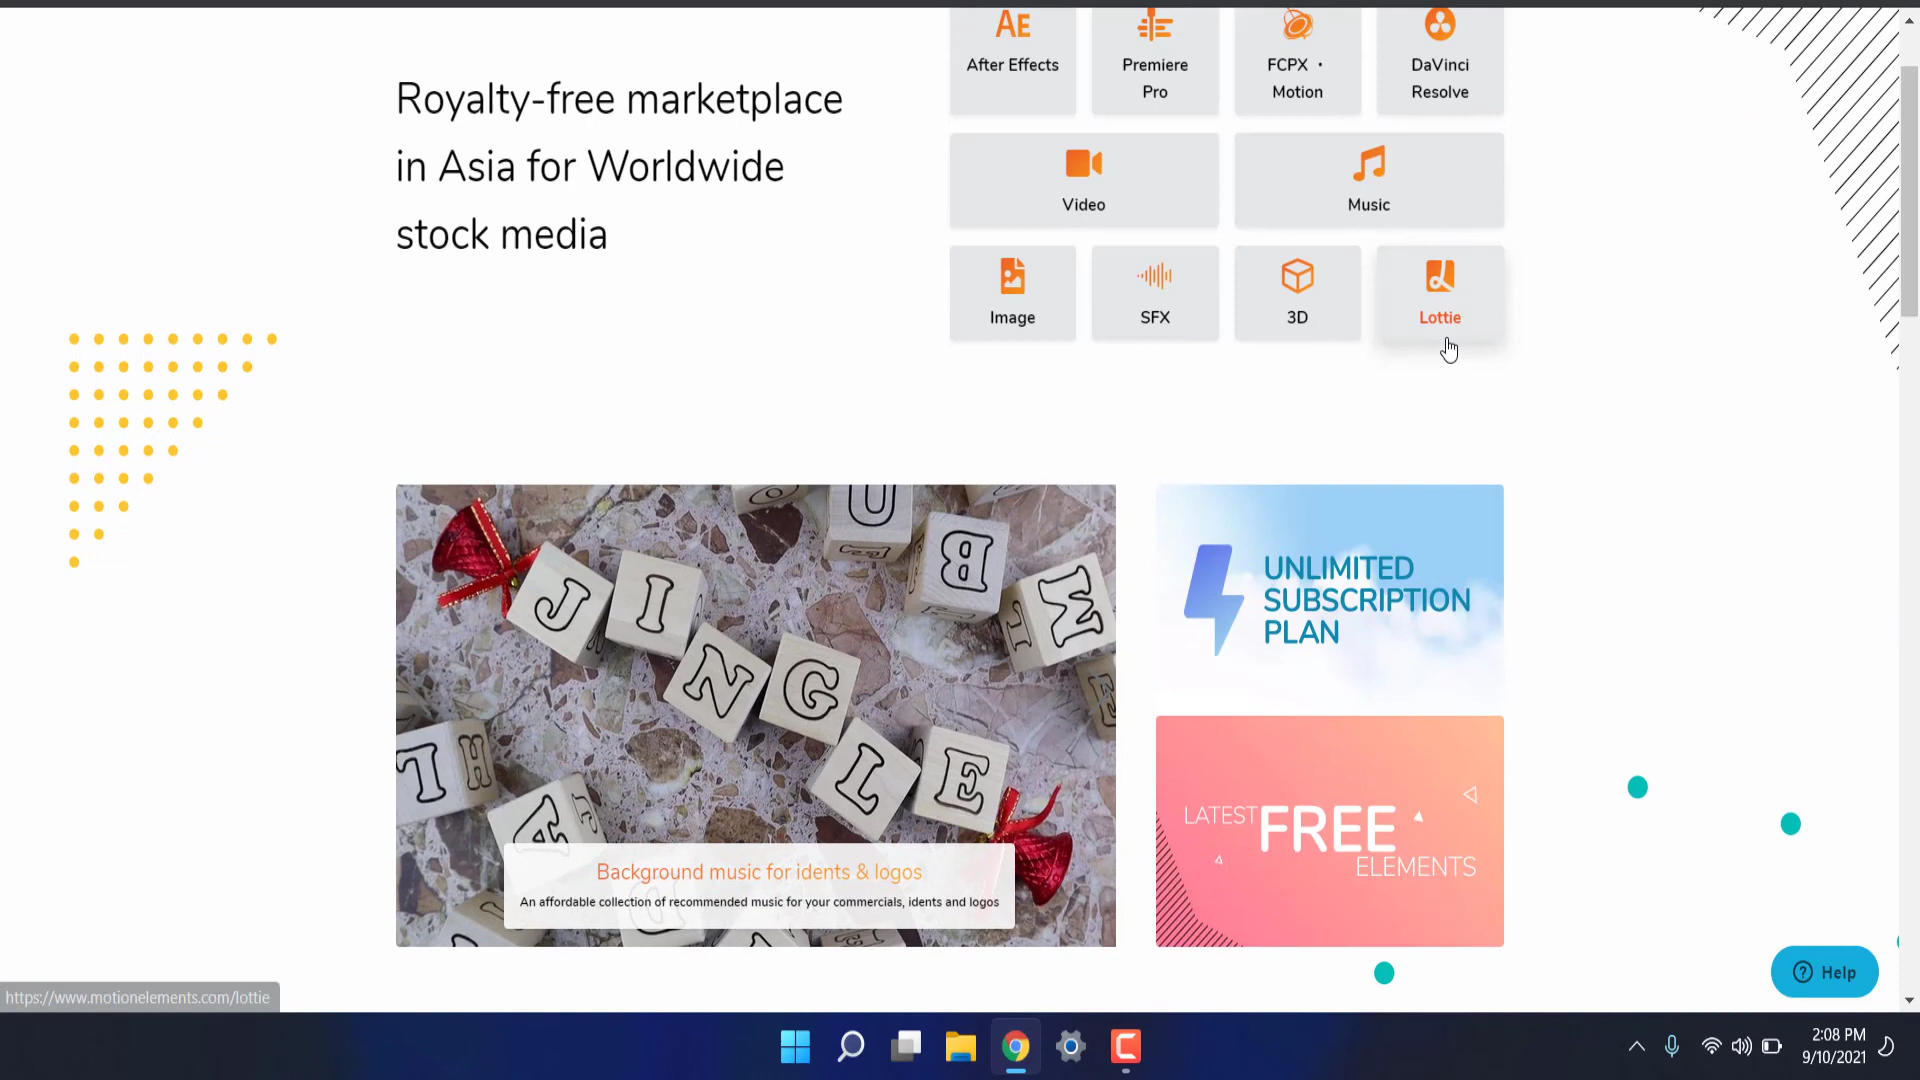 AE
After Effects
Premiere
Pro
FCPX •
Motion
DaVinci
Resolve
Royalty-free marketplace
in Asia for Worldwide
stock media
Video
Music
Image
SFX
3D
Lottie
U
B
M
J I N G L E
T H
A
UNLIMITED
SUBSCRIPTION
PLAN
LATEST FREE
ELEMENTS
Background music for idents & logos
An affordable collection of recommended music for your commercials, idents and logos
Help
https://www.motionelements.com/lottie
2:08 PM
9/10/2021